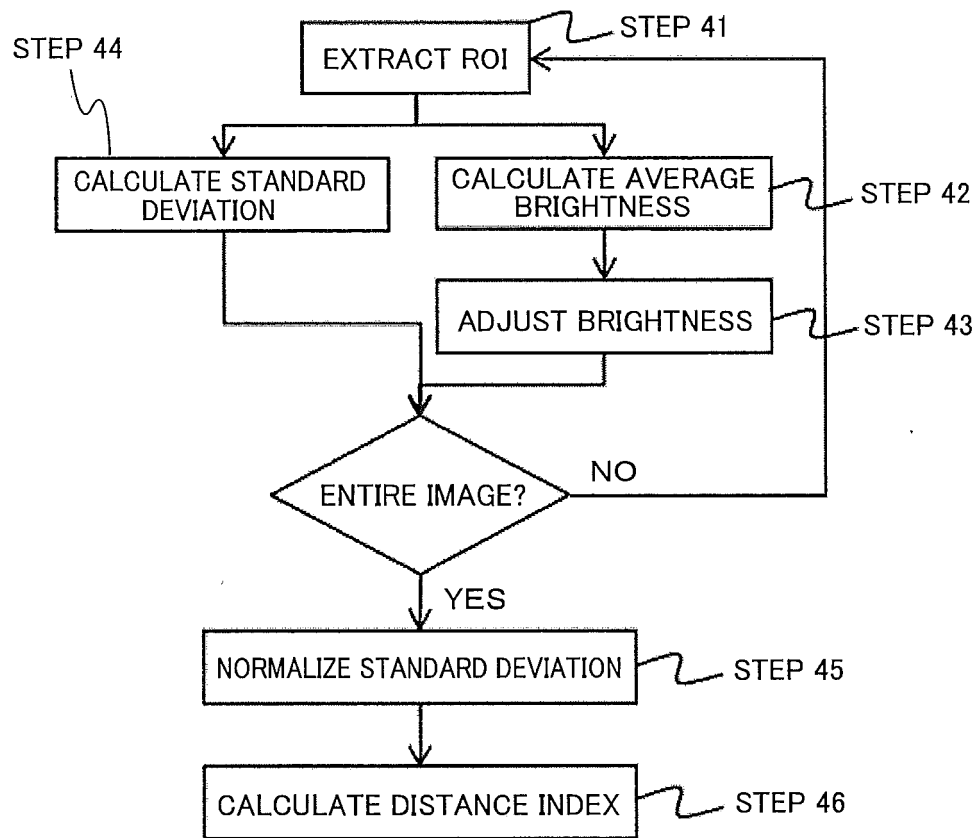 STEP 41
EXTRACT ROI
STEP 44
CALCULATE STANDARD
DEVIATION
CALCULATE AVERAGE
BRIGHTNESS
STEP 42
ADJUST BRIGHTNESS
STEP 43
ENTIRE IMAGE?
NO
YES
NORMALIZE STANDARD DEVIATION
STEP 45
CALCULATE DISTANCE INDEX
STEP 46